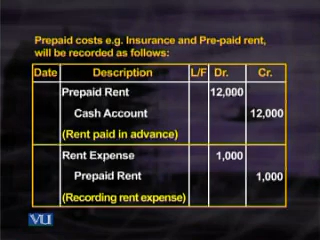 Prepaid costs e.g. Insurance and Pre-paid rent,
will be recorded as follows:
Date Description L/F Dr. Cr.
Prepaid Rent 12,000
Cash Account 12,000
(Rent paid in advance)
Rent Expense 1,000
Prepaid Rent 1,000
(Recording rent expense)
VU